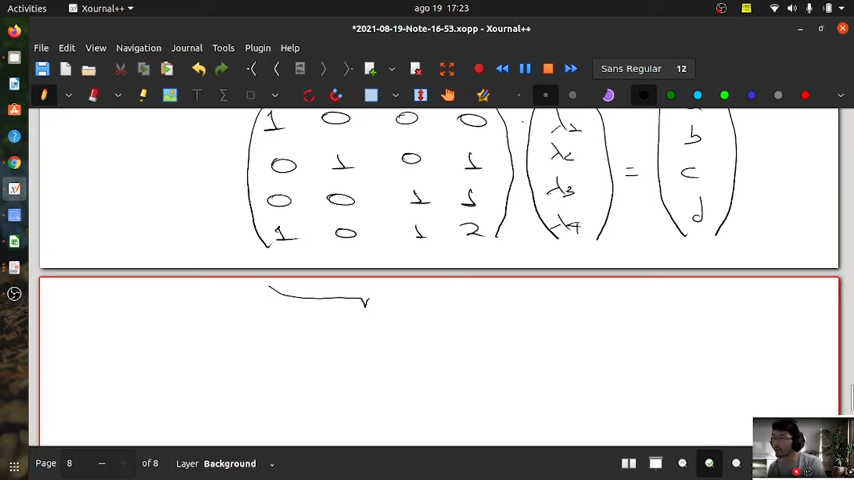 Activities Xournal++ ago 19 17:23
*2021-08-19-Note-16-53.xopp - Xournal++
File Edit View Navigation Journal Tools Plugin Help
Sans Regular 12
1 0 0 0 λ1 b
0 1 0 1 λ2 = c
0 0 1 1 λ3 d
1 0 1 2 λ4
Page 8 of 8 Layer Background